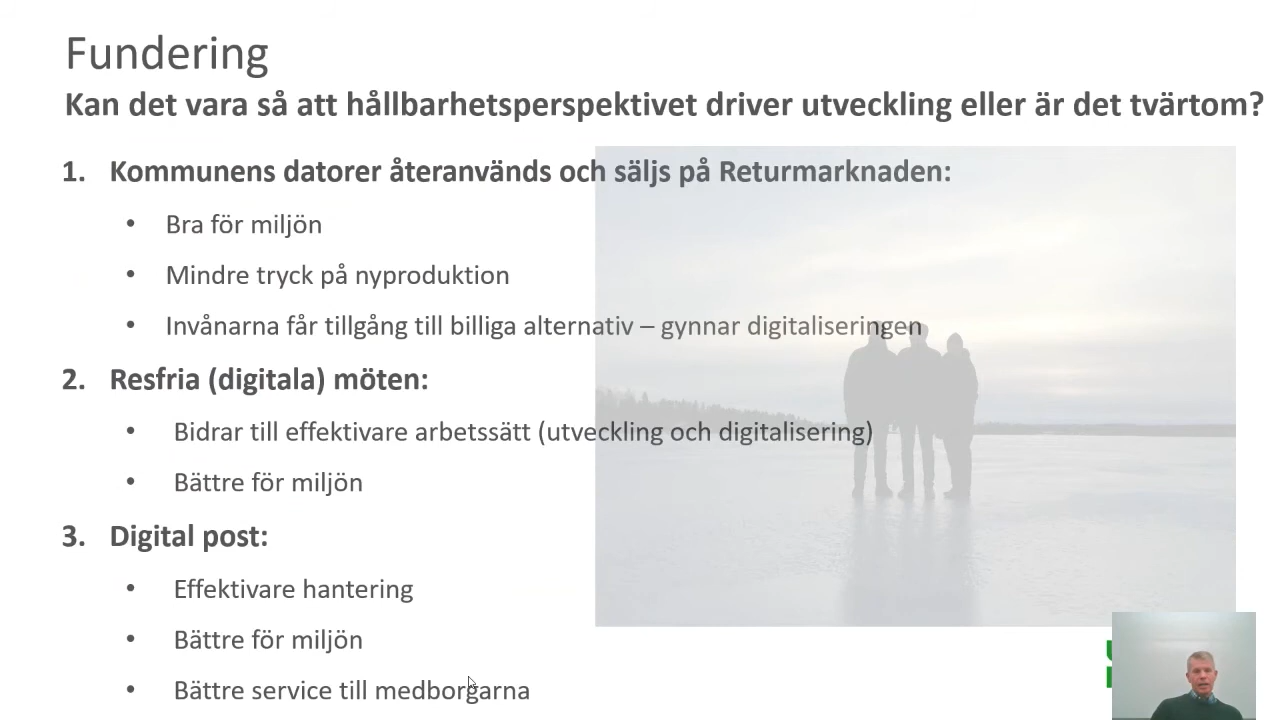 Fundering
Kan det vara så att hållbarhetsperspektivet driver utveckling eller är det tvärtom?
1. Kommunens datorer återanvänds och säljs på Returmarknaden:
• Bra för miljön
• Mindre tryck på nyproduktion
• Invånarna får tillgång till billiga alternativ – gynnar digitaliseringen
2. Resfria (digitala) möten:
• Bidrar till effektivare arbetssätt (utveckling och digitalisering)
• Bättre för miljön
3. Digital post:
• Effektivare hantering
• Bättre för miljön
• Bättre service till medborgarna